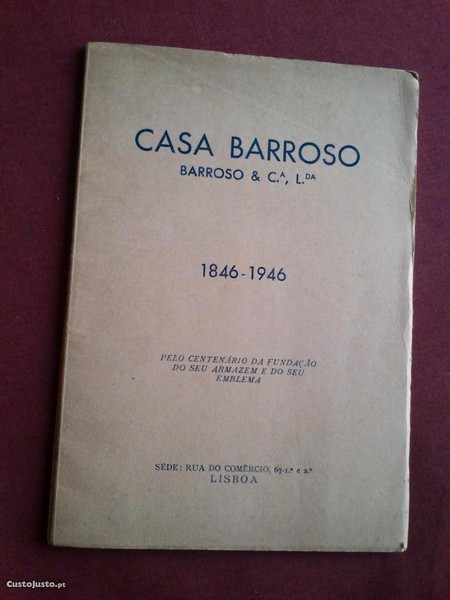 CASA BARROSO
BARROSO & C.ᴬ, L.ᴰᴬ
1846-1946
PELO CENTENÁRIO DA FUNDAÇÃO
DO SEU ARMAZEM E DO SEU
EMBLEMA
SÉDE: RUA DO COMÉRCIO, 67-1.º e 2.º
LISBOA
CustoJusto.pt